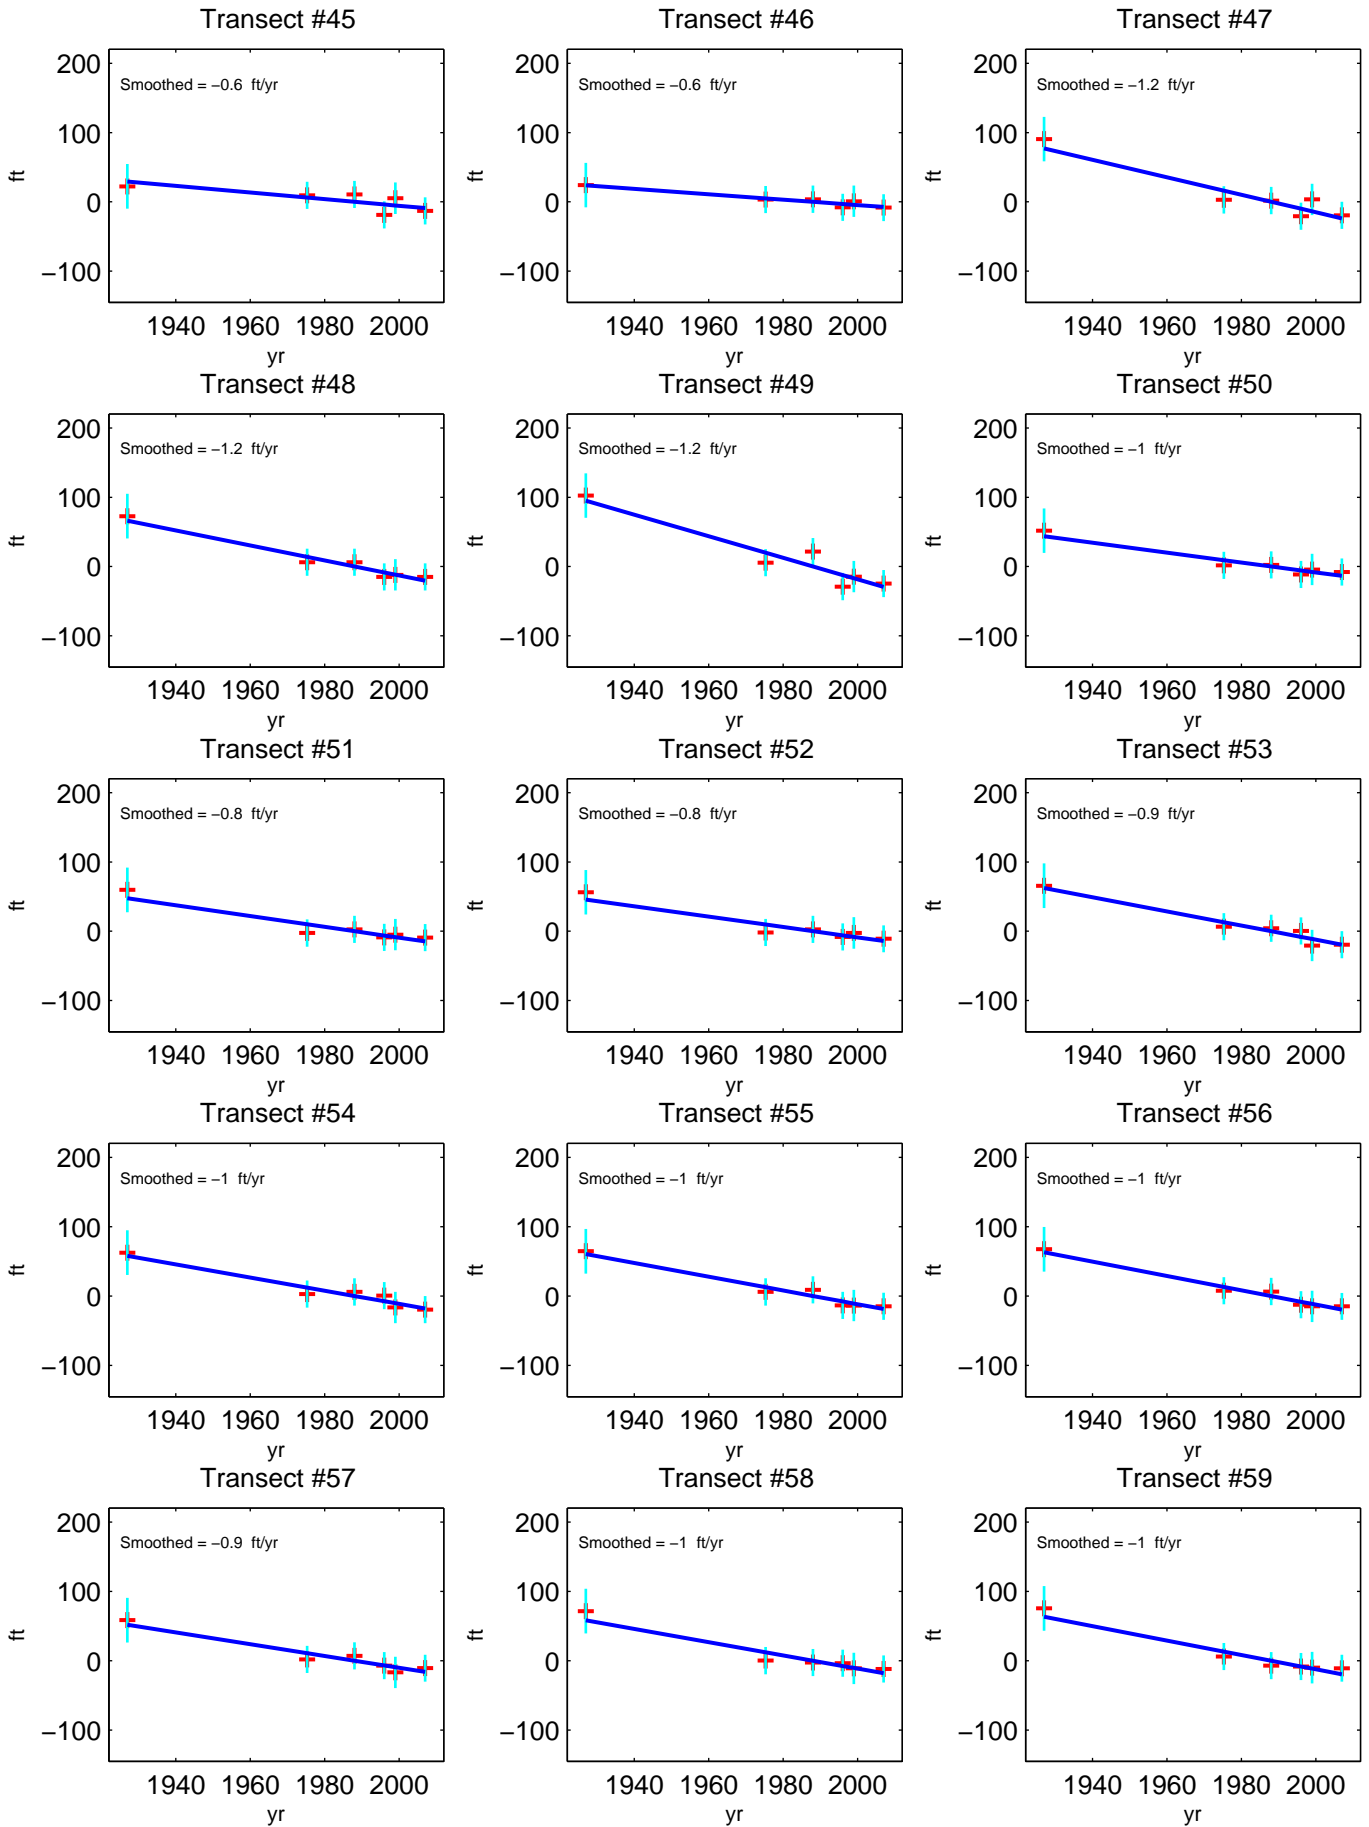 Transect #45
Transect #46
Transect #47
200
100
0
−100
ft
Smoothed = −0.6 ft/yr
1940 1960 1980 2000
yr
200
100
0
−100
ft
Smoothed = −0.6 ft/yr
1940 1960 1980 2000
yr
200
100
0
−100
ft
Smoothed = −1.2 ft/yr
1940 1960 1980 2000
yr
Transect #48
Transect #49
Transect #50
200
100
0
−100
ft
Smoothed = −1.2 ft/yr
1940 1960 1980 2000
yr
200
100
0
−100
ft
Smoothed = −1.2 ft/yr
1940 1960 1980 2000
yr
200
100
0
−100
ft
Smoothed = −1 ft/yr
1940 1960 1980 2000
yr
Transect #51
Transect #52
Transect #53
200
100
0
−100
ft
Smoothed = −0.8 ft/yr
1940 1960 1980 2000
yr
200
100
0
−100
ft
Smoothed = −0.8 ft/yr
1940 1960 1980 2000
yr
200
100
0
−100
ft
Smoothed = −0.9 ft/yr
1940 1960 1980 2000
yr
Transect #54
Transect #55
Transect #56
200
100
0
−100
ft
Smoothed = −1 ft/yr
1940 1960 1980 2000
yr
200
100
0
−100
ft
Smoothed = −1 ft/yr
1940 1960 1980 2000
yr
200
100
0
−100
ft
Smoothed = −1 ft/yr
1940 1960 1980 2000
yr
Transect #57
Transect #58
Transect #59
200
100
0
−100
ft
Smoothed = −0.9 ft/yr
1940 1960 1980 2000
yr
200
100
0
−100
ft
Smoothed = −1 ft/yr
1940 1960 1980 2000
yr
200
100
0
−100
ft
Smoothed = −1 ft/yr
1940 1960 1980 2000
yr